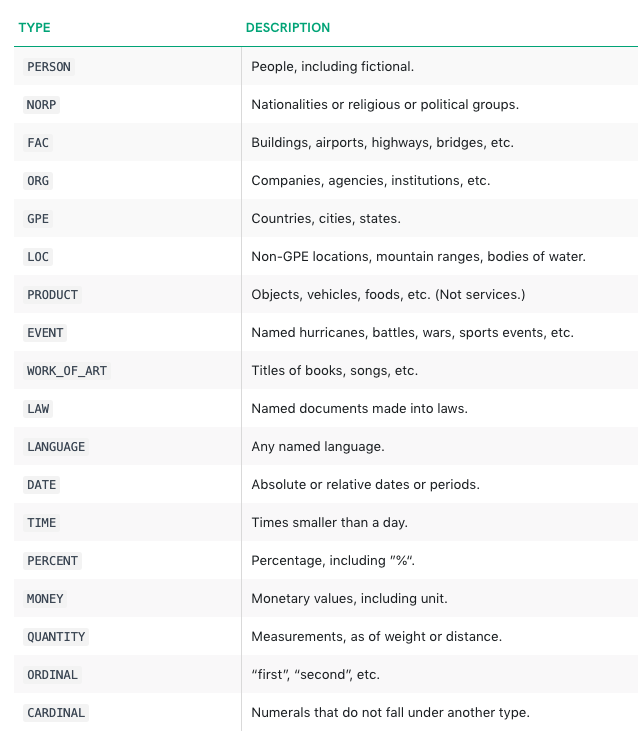 TYPE DESCRIPTION
PERSON People, including fictional.
NORP Nationalities or religious or political groups.
FAC Buildings, airports, highways, bridges, etc.
ORG Companies, agencies, institutions, etc.
GPE Countries, cities, states.
LOC Non-GPE locations, mountain ranges, bodies of water.
PRODUCT Objects, vehicles, foods, etc. (Not services.)
EVENT Named hurricanes, battles, wars, sports events, etc.
WORK_OF_ART Titles of books, songs, etc.
LAW Named documents made into laws.
LANGUAGE Any named language.
DATE Absolute or relative dates or periods.
TIME Times smaller than a day.
PERCENT Percentage, including ”%“.
MONEY Monetary values, including unit.
QUANTITY Measurements, as of weight or distance.
ORDINAL “first”, “second”, etc.
CARDINAL Numerals that do not fall under another type.